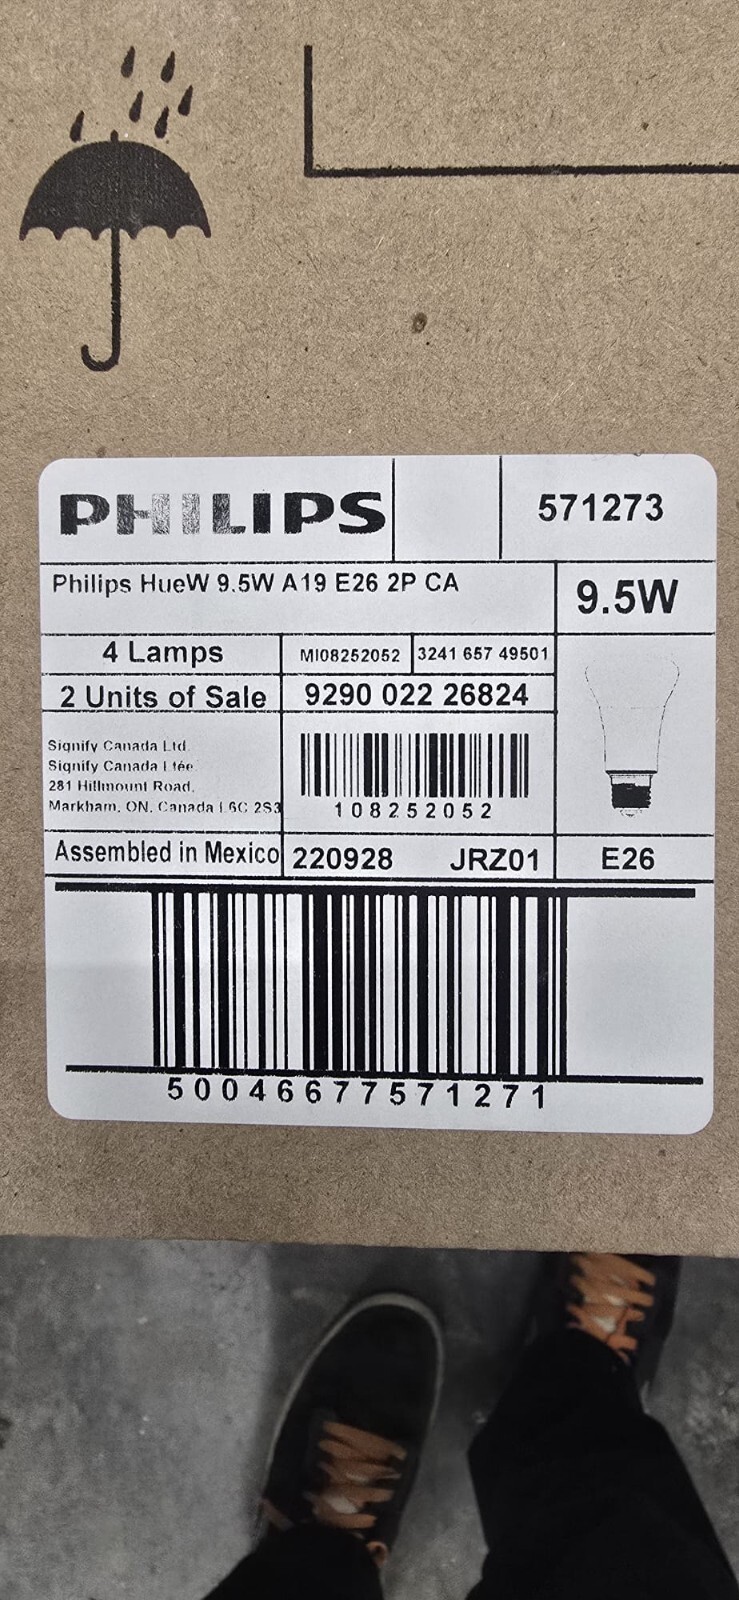 PHILIPS
571273
Philips HueW 9.5W A19 E26 2P CA
9.5W
4 Lamps
MI08252052
3241 657 49501
2 Units of Sale
9290 022 26824
Signify Canada Ltd.
Signify Canada Ltée.
281 Hillmount Road,
Markham, ON, Canada L6C 2S3
108252052
Assembled in Mexico
220928
JRZ01
E26
50046677571271